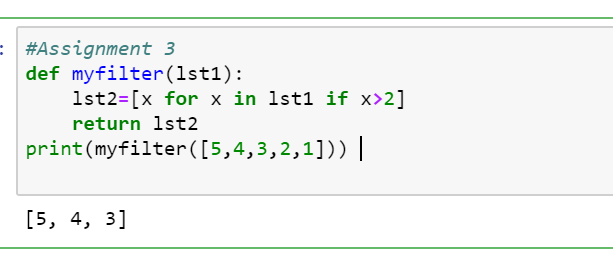 :
#Assignment 3
def myfilter(lst1):
    lst2=[x for x in lst1 if x>2]
    return lst2
print(myfilter([5,4,3,2,1]))
[5, 4, 3]